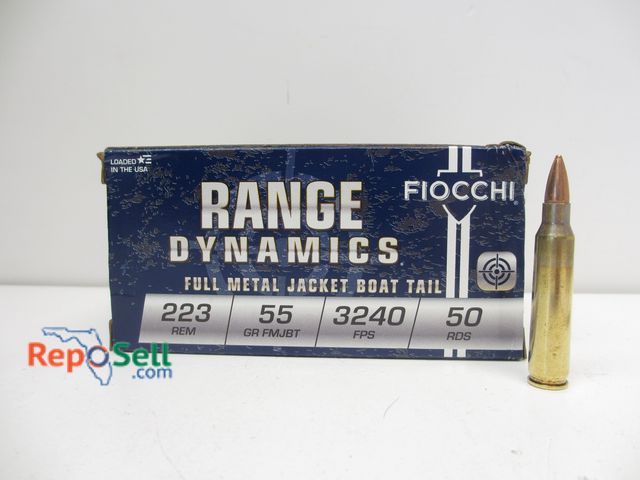 LOADED
IN THE USA
RANGE
DYNAMICS
FIOCCHI
FULL METAL JACKET BOAT TAIL
223
REM
55
GR FMJBT
3240
FPS
50
RDS
RepoSell
.com